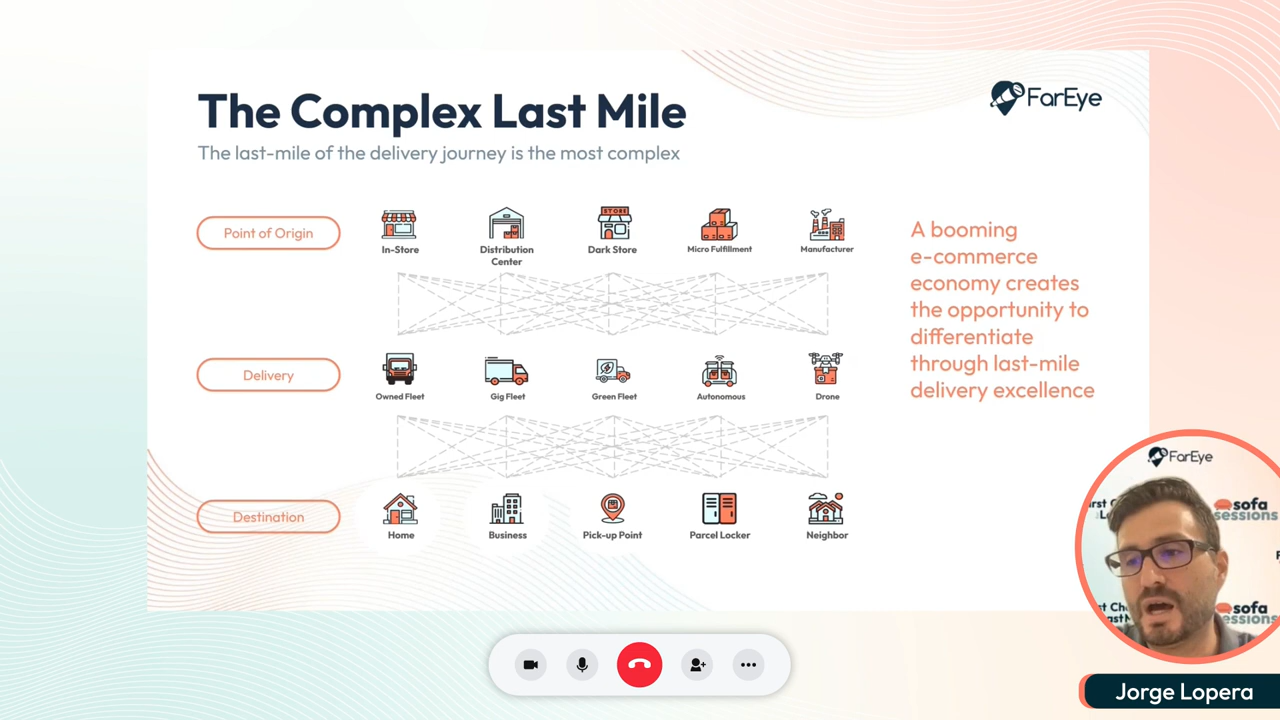 The Complex Last Mile
FarEye
The last-mile of the delivery journey is the most complex
Point of Origin
STORE
In-Store
Distribution
Center
Dark Store
Micro Fulfillment
Manufacturer
A booming
e-commerce
economy creates
the opportunity to
differentiate
through last-mile
delivery excellence
Delivery
Owned Fleet
Gig Fleet
Green Fleet
Autonomous
Drone
Destination
Home
Business
Pick-up Point
Parcel Locker
Neighbor
FarEye
sofa
sessions
sofa
essions
Jorge Lopera